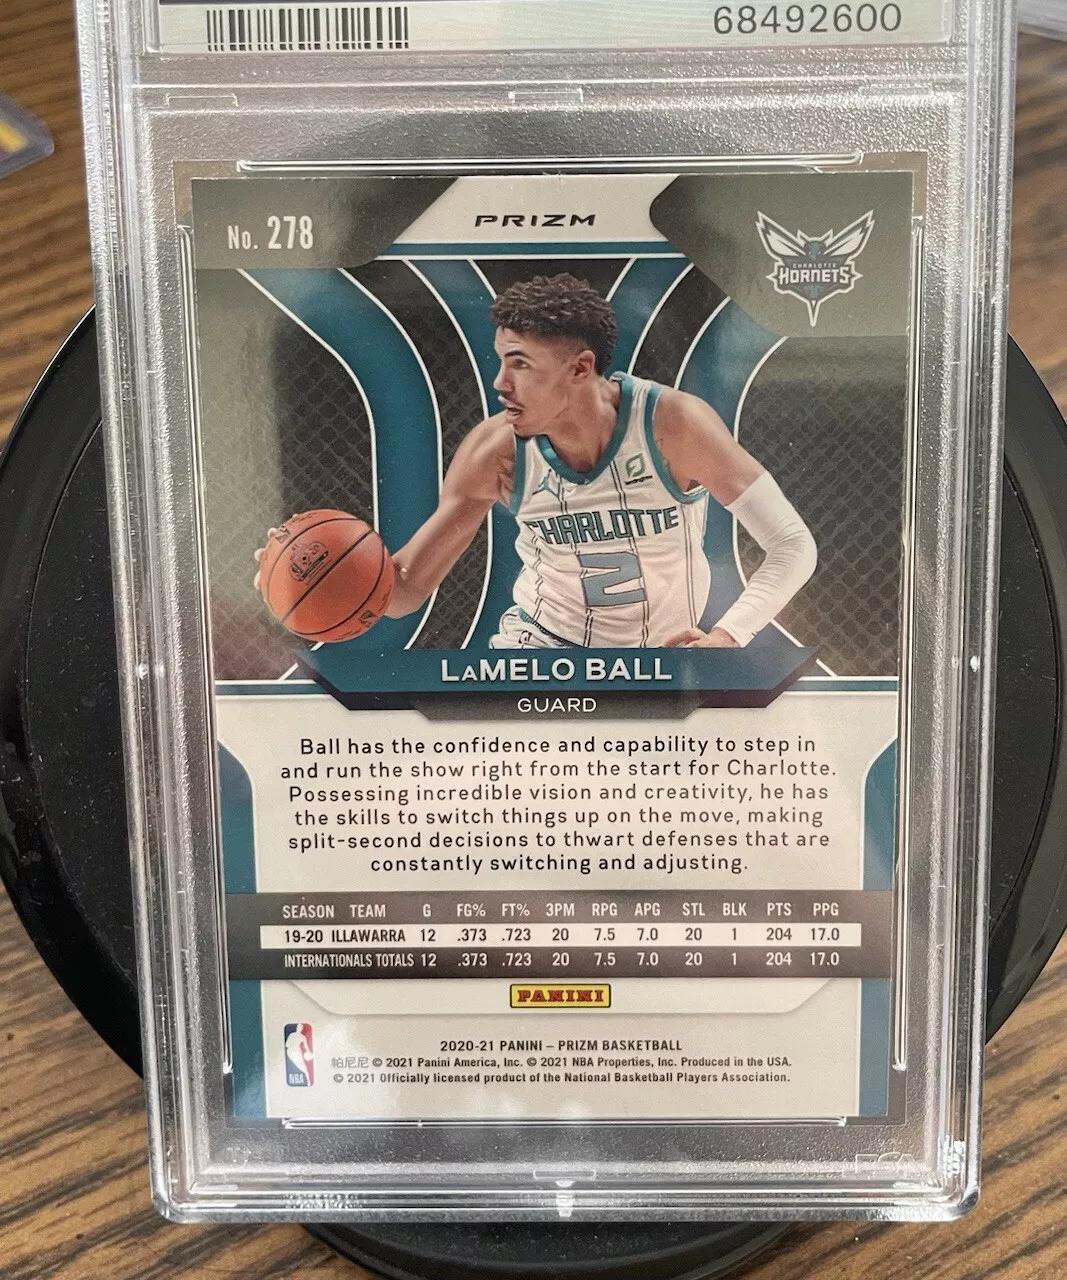 68492600
No. 278
PRIZM
CHARLOTTE
HORNETS
CHARLOTTE
2
LaMELO BALL
GUARD
Ball has the confidence and capability to step in
and run the show right from the start for Charlotte.
Possessing incredible vision and creativity, he has
the skills to switch things up on the move, making
split-second decisions to thwart defenses that are
constantly switching and adjusting.
SEASON TEAM G FG% FT% 3PM RPG APG STL BLK PTS PPG
19-20 ILLAWARRA 12 .373 .723 20 7.5 7.0 20 1 204 17.0
INTERNATIONALS TOTALS 12 .373 .723 20 7.5 7.0 20 1 204 17.0
PANINI
NBA
2020-21 PANINI – PRIZM BASKETBALL
帕尼尼 © 2021 Panini America, Inc. © 2021 NBA Properties, Inc. Produced in the USA.
© 2021 Officially licensed product of the National Basketball Players Association.
PSA